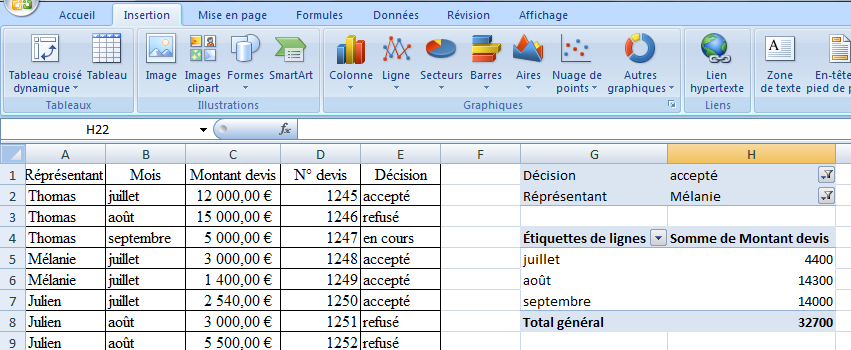 Accueil Insertion Mise en page Formules Données Révision Affichage
Tableau croisé dynamique Tableau Image Images clipart Formes SmartArt Colonne Ligne Secteurs Barres Aires Nuage de points Autres graphiques Lien hypertexte Zone de texte En-tête pied de p
Tableaux Illustrations Graphiques Liens
H22 fx
A B C D E F G H
1 Réprésentant Mois Montant devis N° devis Décision Décision accepté
2 Thomas juillet 12 000,00 € 1245 accepté Réprésentant Mélanie
3 Thomas août 15 000,00 € 1246 refusé
4 Thomas septembre 5 000,00 € 1247 en cours Étiquettes de lignes Somme de Montant devis
5 Mélanie juillet 3 000,00 € 1248 accepté juillet 4400
6 Mélanie juillet 1 400,00 € 1249 accepté août 14300
7 Julien juillet 2 540,00 € 1250 accepté septembre 14000
8 Julien août 3 000,00 € 1251 refusé Total général 32700
9 Julien août 5 500,00 € 1252 refusé